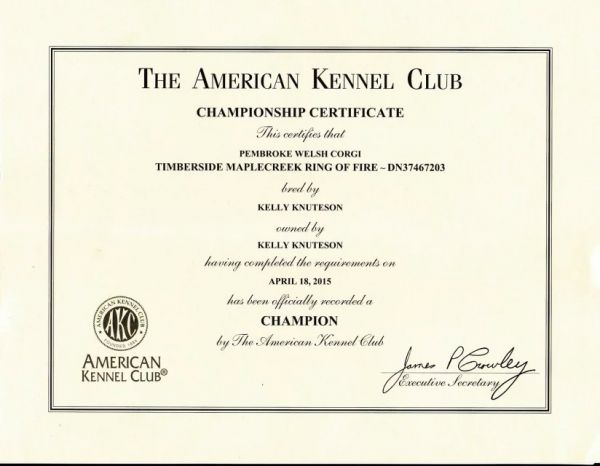 THE AMERICAN KENNEL CLUB
CHAMPIONSHIP CERTIFICATE
This certifies that
PEMBROKE WELSH CORGI
TIMBERSIDE MAPLECREEK RING OF FIRE ~ DN37467203
bred by
KELLY KNUTESON
owned by
KELLY KNUTESON
having completed the requirements on
APRIL 18, 2015
has been officially recorded a
CHAMPION
by The American Kennel Club
AMERICAN KENNEL CLUB
AKC
FOUNDED 1884
AMERICAN
KENNEL CLUB®
James P Crowley
Executive Secretary